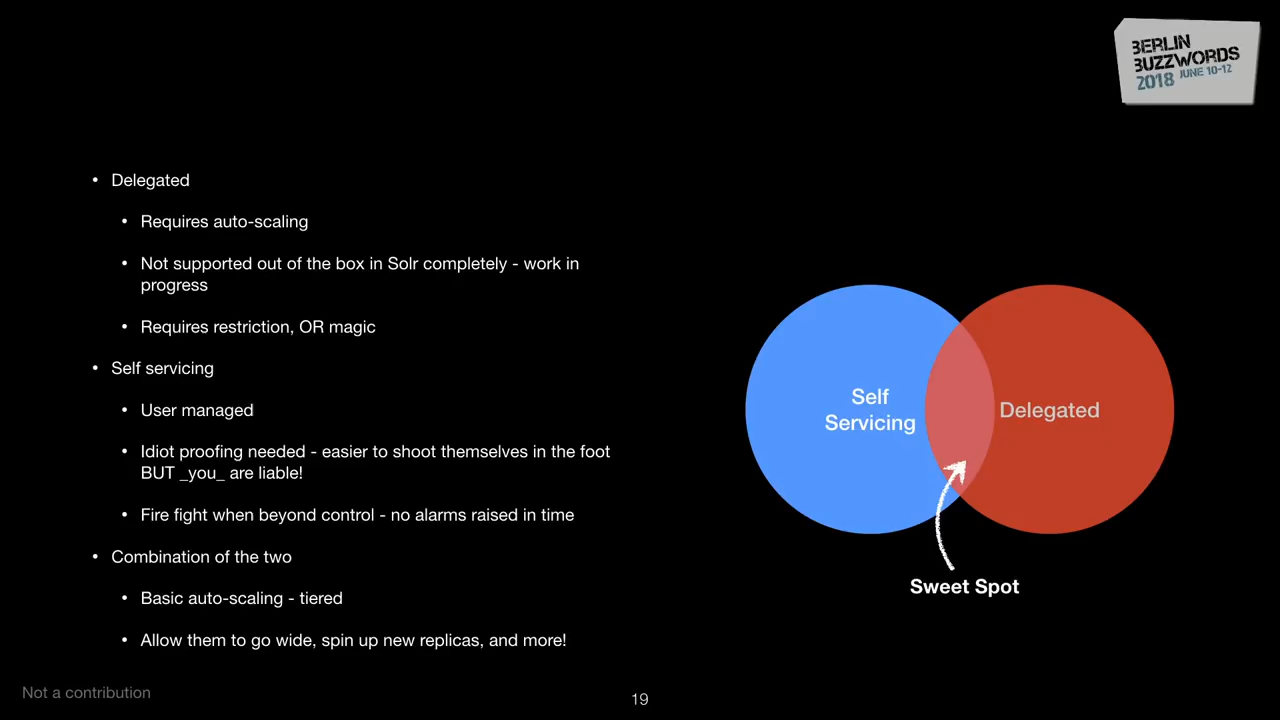 BERLIN
BUZZWORDS
2018 JUNE 10-12
• Delegated
• Requires auto-scaling
• Not supported out of the box in Solr completely - work in
progress
• Requires restriction, OR magic
• Self servicing
• User managed
• Idiot proofing needed - easier to shoot themselves in the foot
BUT _you_ are liable!
• Fire fight when beyond control - no alarms raised in time
• Combination of the two
• Basic auto-scaling - tiered
• Allow them to go wide, spin up new replicas, and more!
Self
Servicing
Delegated
Sweet Spot
Not a contribution
19